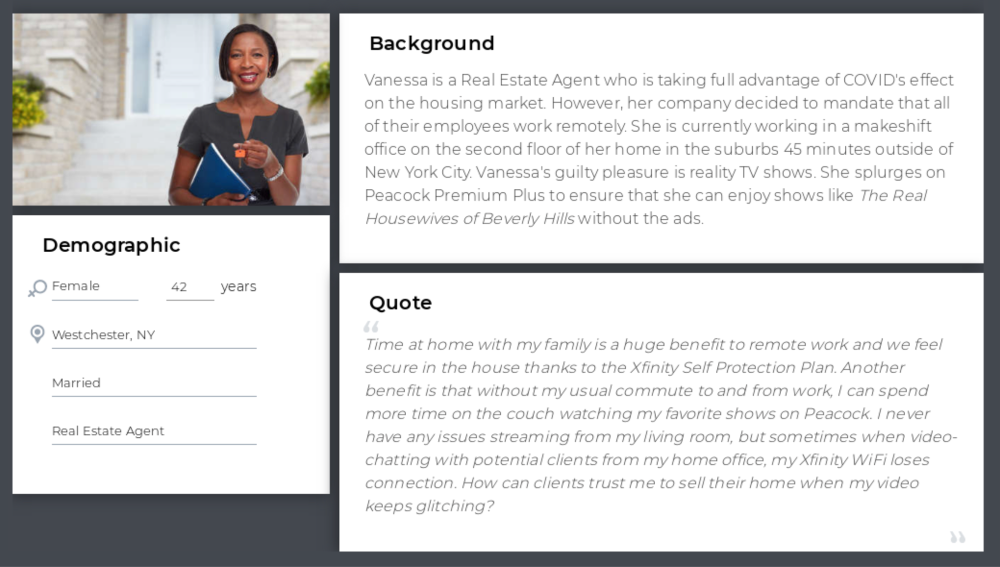 Background
Vanessa is a Real Estate Agent who is taking full advantage of COVID's effect
on the housing market. However, her company decided to mandate that all
of their employees work remotely. She is currently working in a makeshift
office on the second floor of her home in the suburbs 45 minutes outside of
New York City. Vanessa's guilty pleasure is reality TV shows. She splurges on
Peacock Premium Plus to ensure that she can enjoy shows like The Real
Housewives of Beverly Hills without the ads.
Demographic
Female 42 years
Westchester, NY
Married
Real Estate Agent
Quote
“
Time at home with my family is a huge benefit to remote work and we feel
secure in the house thanks to the Xfinity Self Protection Plan. Another
benefit is that without my usual commute to and from work, I can spend
more time on the couch watching my favorite shows on Peacock. I never
have any issues streaming from my living room, but sometimes when video-
chatting with potential clients from my home office, my Xfinity WiFi loses
connection. How can clients trust me to sell their home when my video
keeps glitching?
”